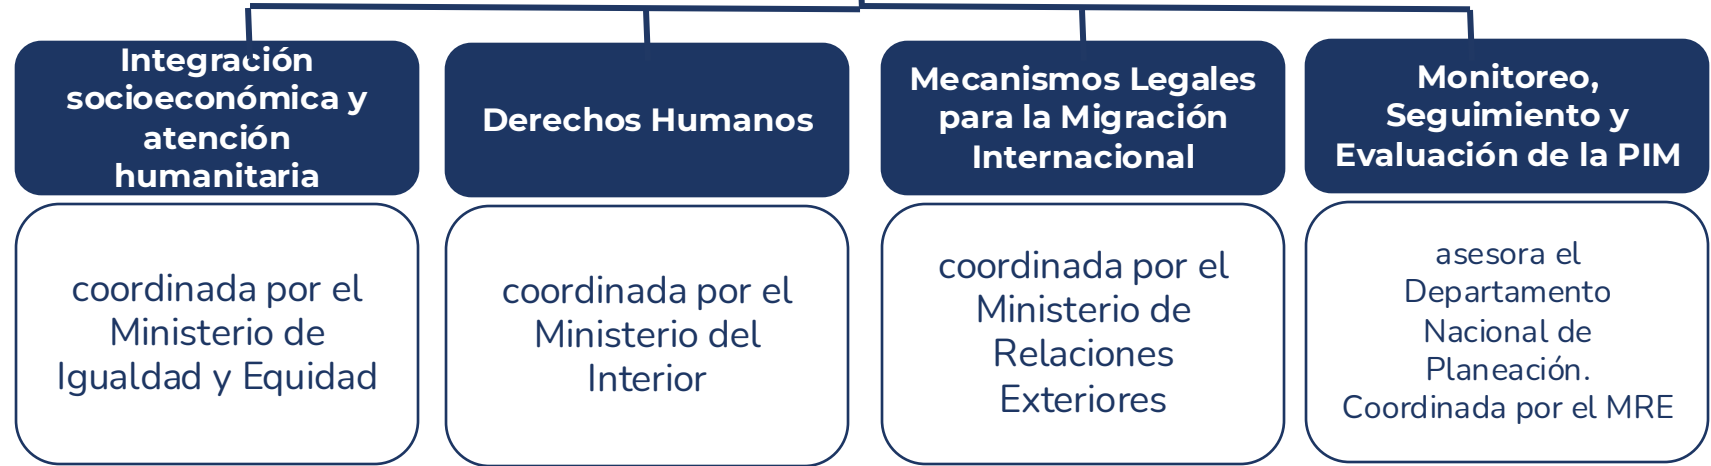 Integración
socioeconómica y
atención
humanitaria
coordinada por el
Ministerio de
Igualdad y Equidad
Derechos Humanos
coordinada por el
Ministerio del
Interior
Mecanismos Legales
para la Migración
Internacional
coordinada por el
Ministerio de
Relaciones
Exteriores
Monitoreo,
Seguimiento y
Evaluación de la PIM
asesora el
Departamento
Nacional de
Planeación.
Coordinada por el MRE